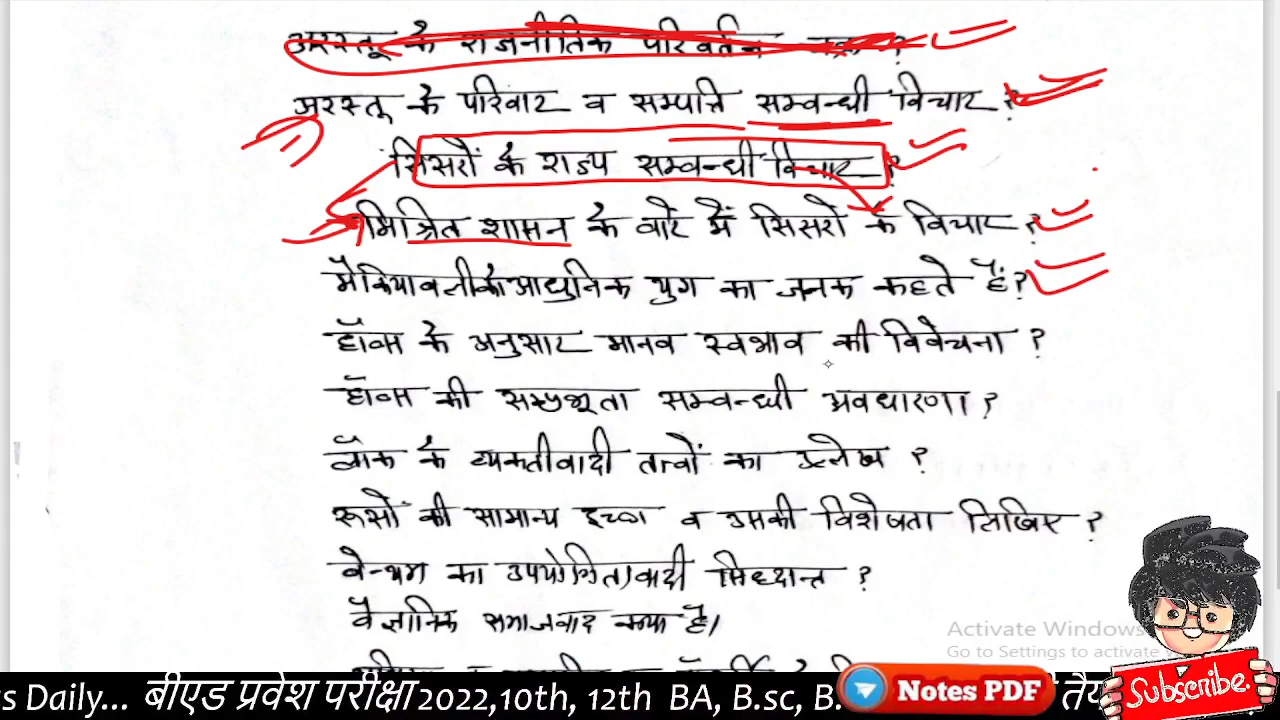 अरस्तू के राजनीतिक परिवर्तन चक्र ?
अरस्तू के परिवार व सम्पत्ति सम्बन्धी विचार ?
सिसरो के राज्य सम्बन्धी विचार ?
मिश्रित शासन के बारे में सिसरो के विचार ?
मैकियावली को आधुनिक युग का जनक कहते हैं ?
हॉब्स के अनुसार मानव स्वभाव की विवेचना ?
हॉब्स की सम्प्रभूता सम्बन्धी अवधारणा ?
लॉक के व्यक्तीवादी तत्वों का उल्लेख ?
रूसो की सामान्य इच्छा व उसकी विशेषता लिखिए ?
बेन्थम का उपयोगितावादी सिद्धान्त ?
वैज्ञानिक समाजवाद क्या है।
Activate Windows
Go to Settings to activate
s Daily... बीएड प्रवेश परीक्षा 2022,10th, 12th BA, B.sc, B.
Notes PDF
Subscribe